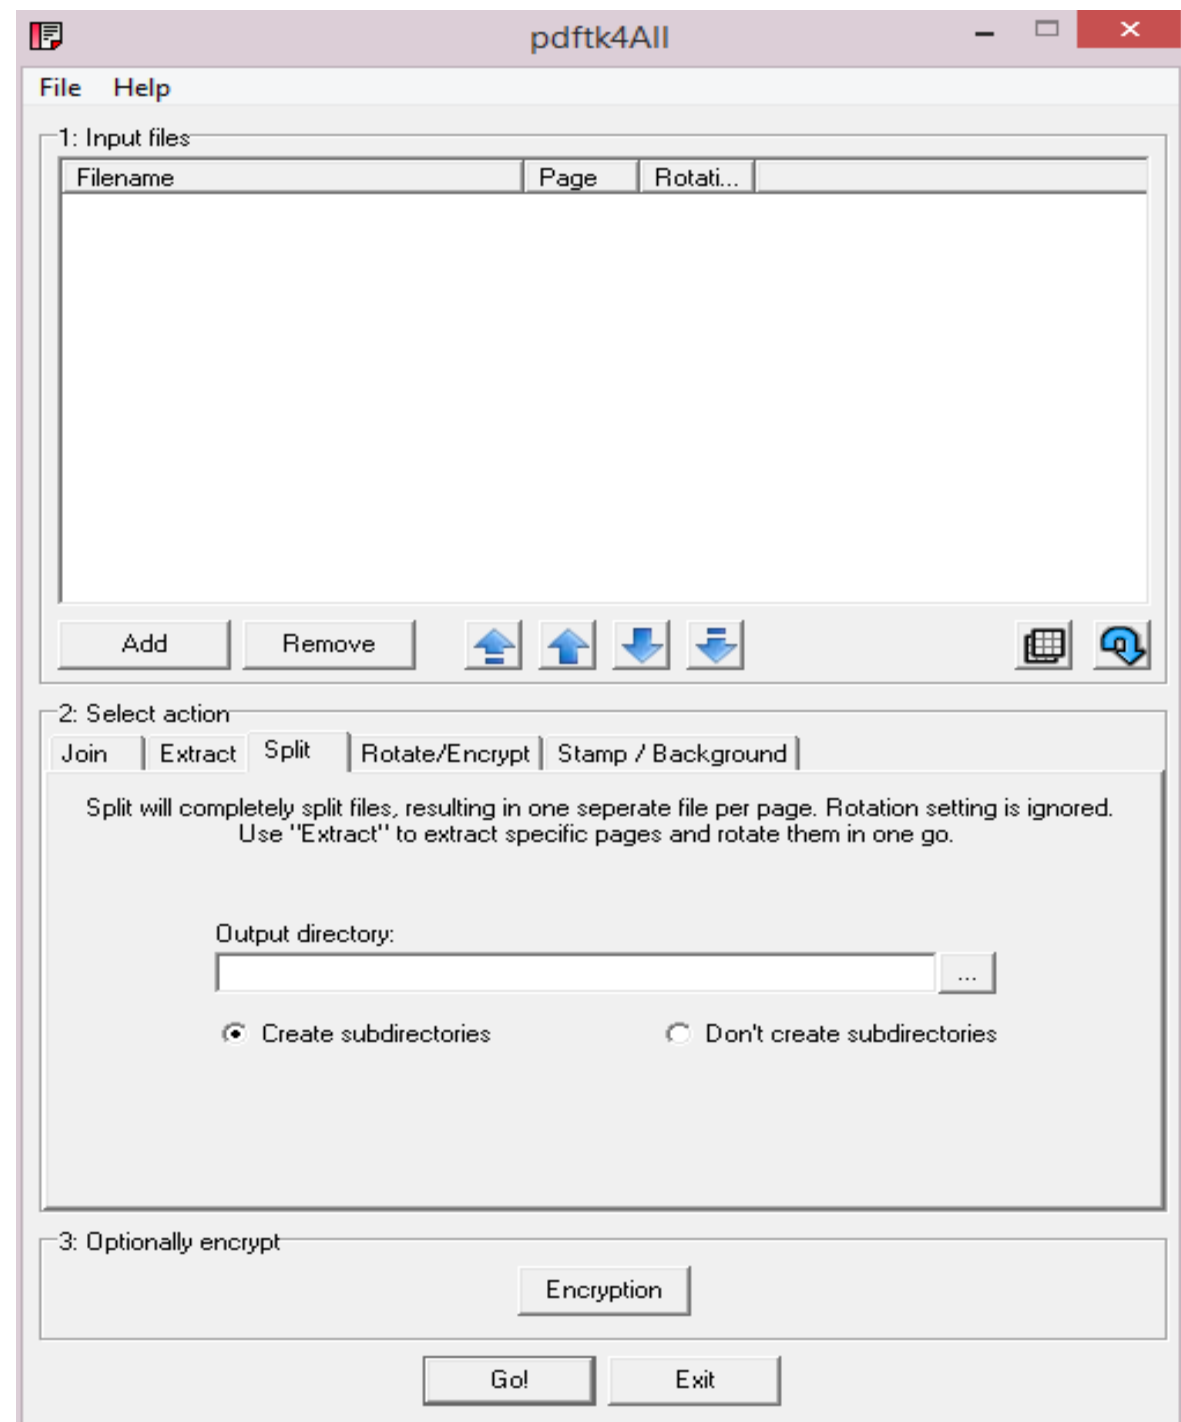 pdftk4All
File Help
1: Input files
Filename Page Rotati...
Add Remove
2: Select action
Join Extract Split Rotate/Encrypt Stamp / Background
Split will completely split files, resulting in one seperate file per page. Rotation setting is ignored.
Use "Extract" to extract specific pages and rotate them in one go.
Output directory:
...
Create subdirectories Don't create subdirectories
3: Optionally encrypt
Encryption
Go! Exit